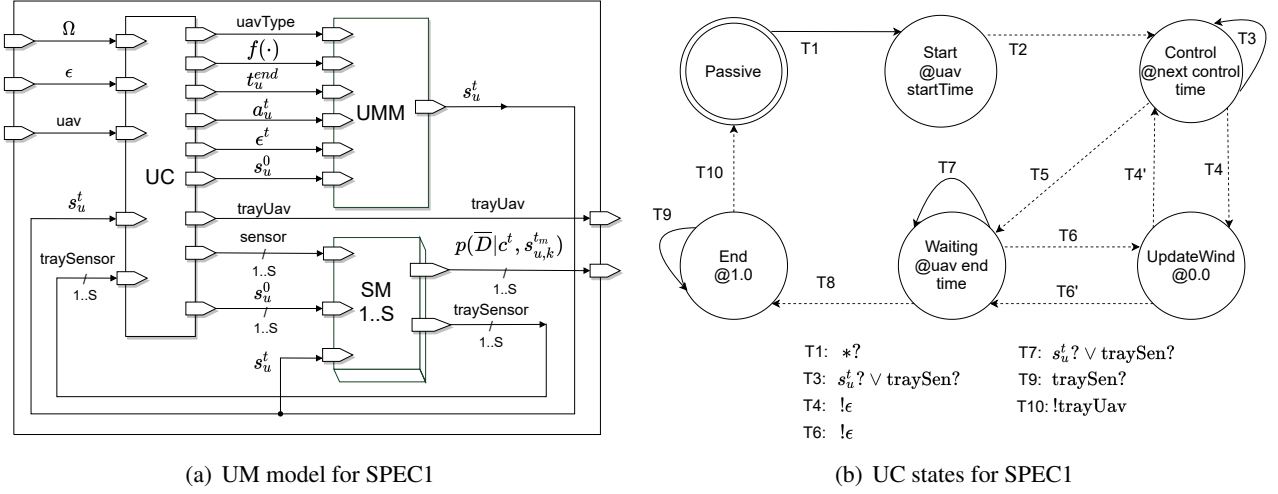 Ω
ϵ
uav
s_u^t
traySensor
1..S
UC
uavType
f(·)
t_u^{end}
a_u^t
ϵ^t
s_u^0
trayUav
sensor
1..S
s_u^0
1..S
UMM
s_u^t
trayUav
SM
1..S
s_u^t
p(D̅|c^t, s_{u,k}^{t_m})
1..S
traySensor
1..S
(a) UM model for SPEC1
Passive
T1
Start
@uav
startTime
T2
Control
@next control
time
T3
T10
T5
T4'
T4
T9
End
@1.0
T8
T7
Waiting
@uav end
time
T6
T6'
UpdateWind
@0.0
T1: *?
T3: s_u^t? ∨ traySen?
T4: !ϵ
T6: !ϵ
T7: s_u^t? ∨ traySen?
T9: traySen?
T10: !trayUav
(b) UC states for SPEC1